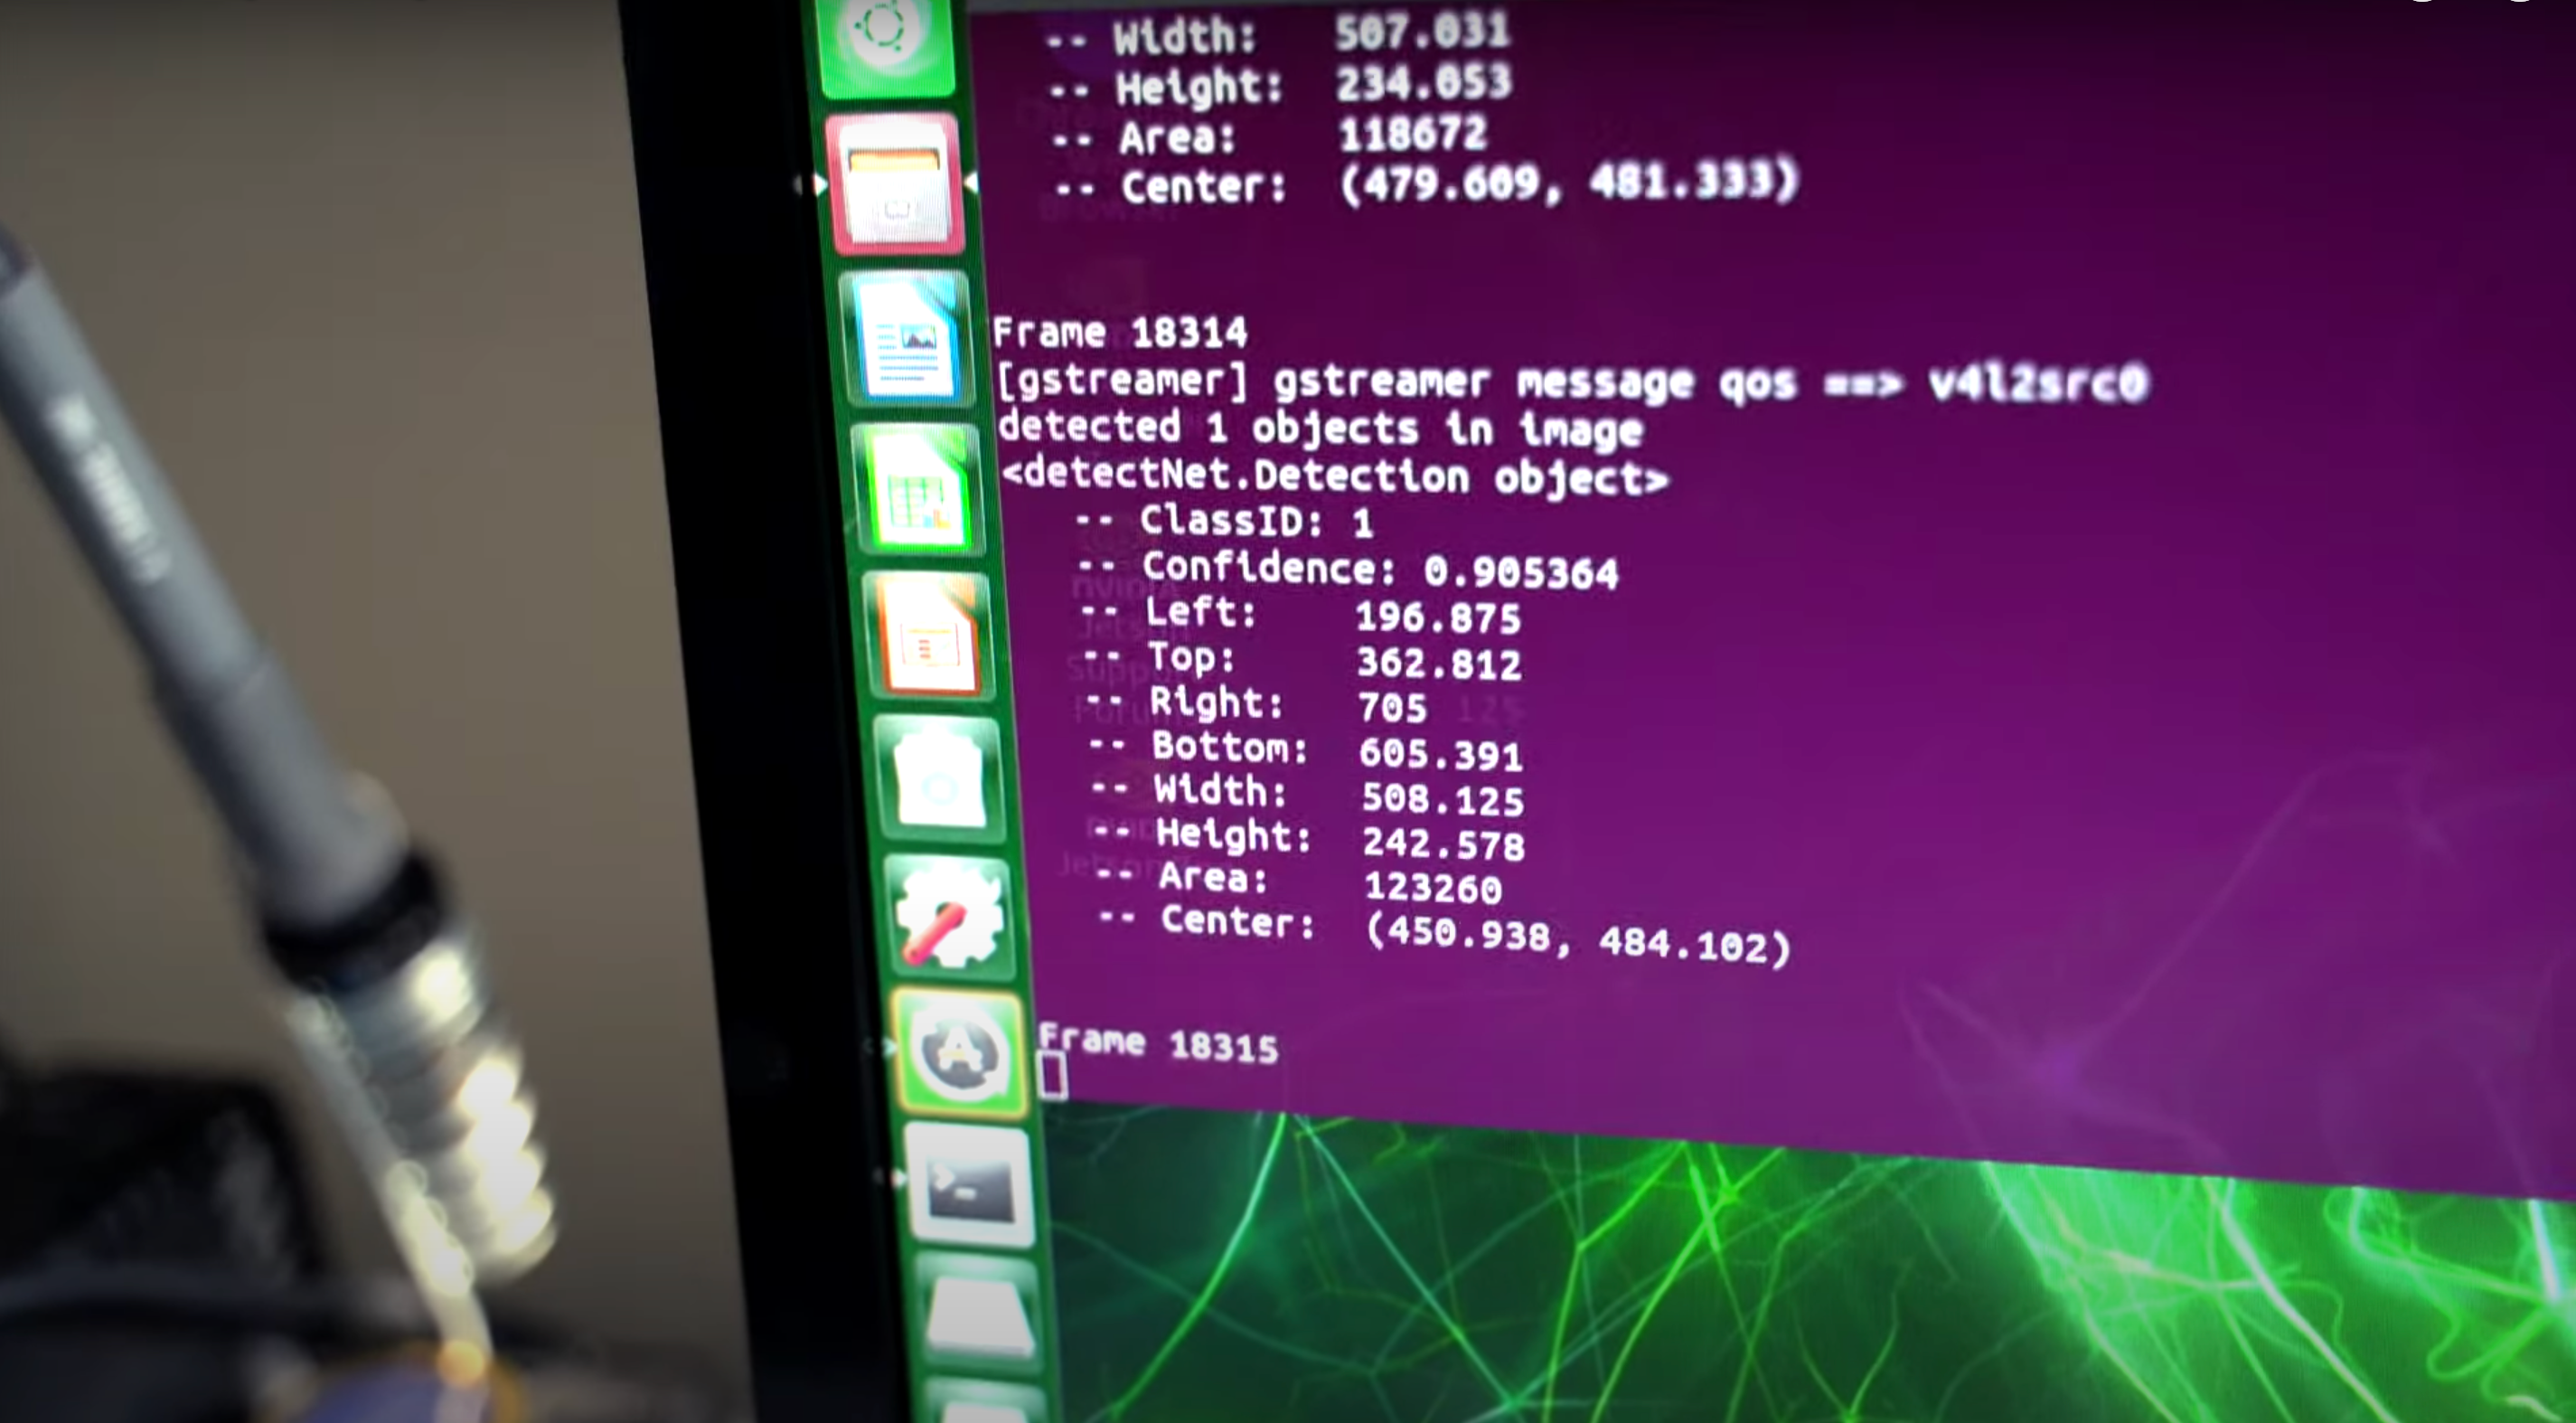 -- Width: 507.031
-- Height: 234.053
-- Area: 118672
-- Center: (479.609, 481.333)
Frame 18314
[gstreamer] gstreamer message qos ==> v4l2src0
detected 1 objects in image
<detectNet.Detection object>
-- ClassID: 1
-- Confidence: 0.905364
-- Left: 196.875
-- Top: 362.812
-- Right: 705
-- Bottom: 605.391
-- Width: 508.125
-- Height: 242.578
-- Area: 123260
-- Center: (450.938, 484.102)
Frame 18315